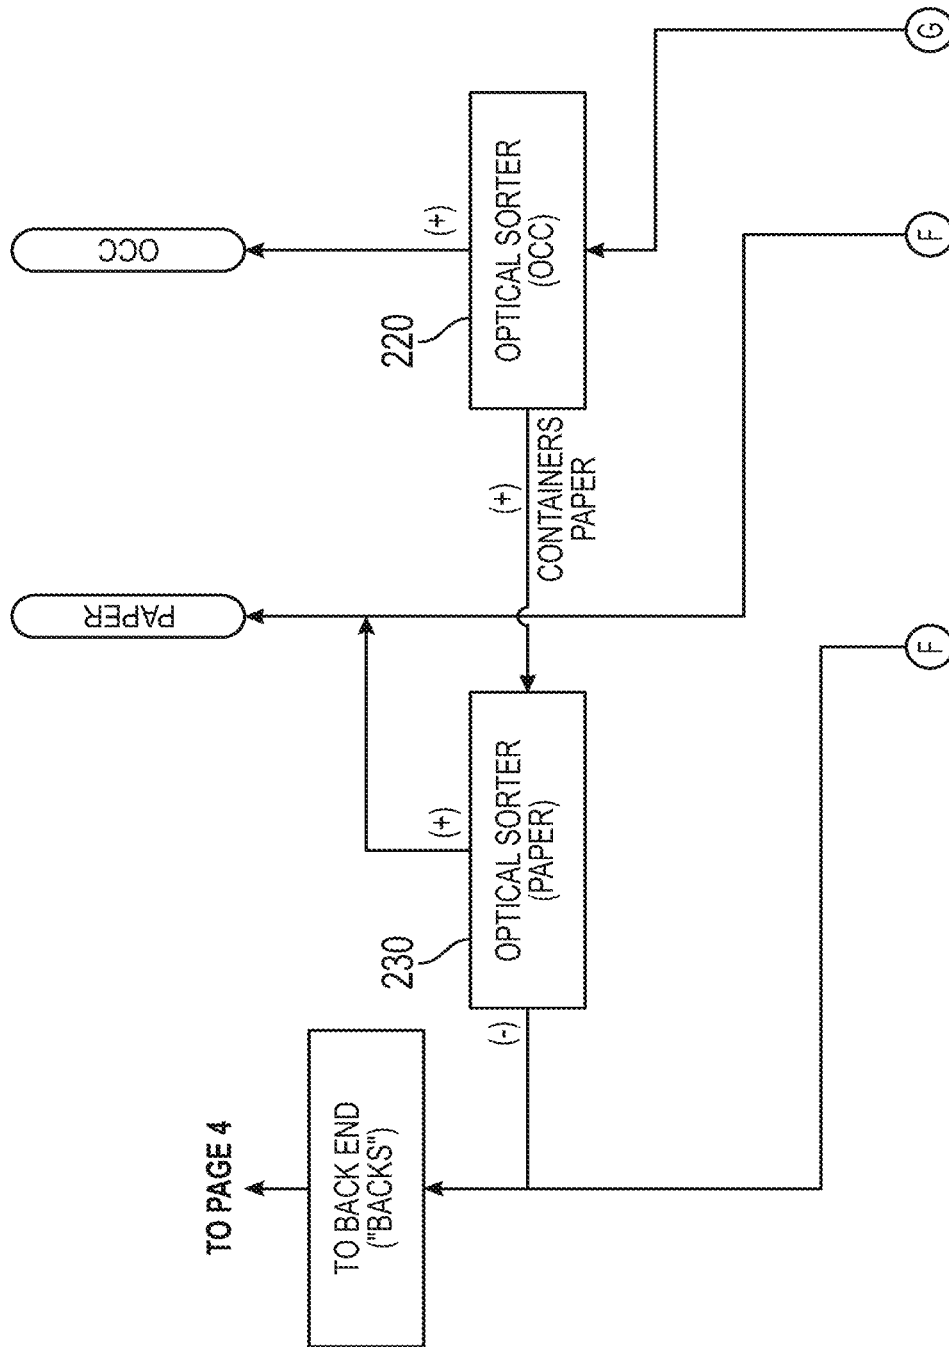 TO PAGE 4
TO BACK END
("BACKS")
(-)
230
OPTICAL SORTER
(PAPER)
(+)
PAPER
(+)
CONTAINERS
PAPER
220
OPTICAL SORTER
(OCC)
(+)
OCC
F
F
G